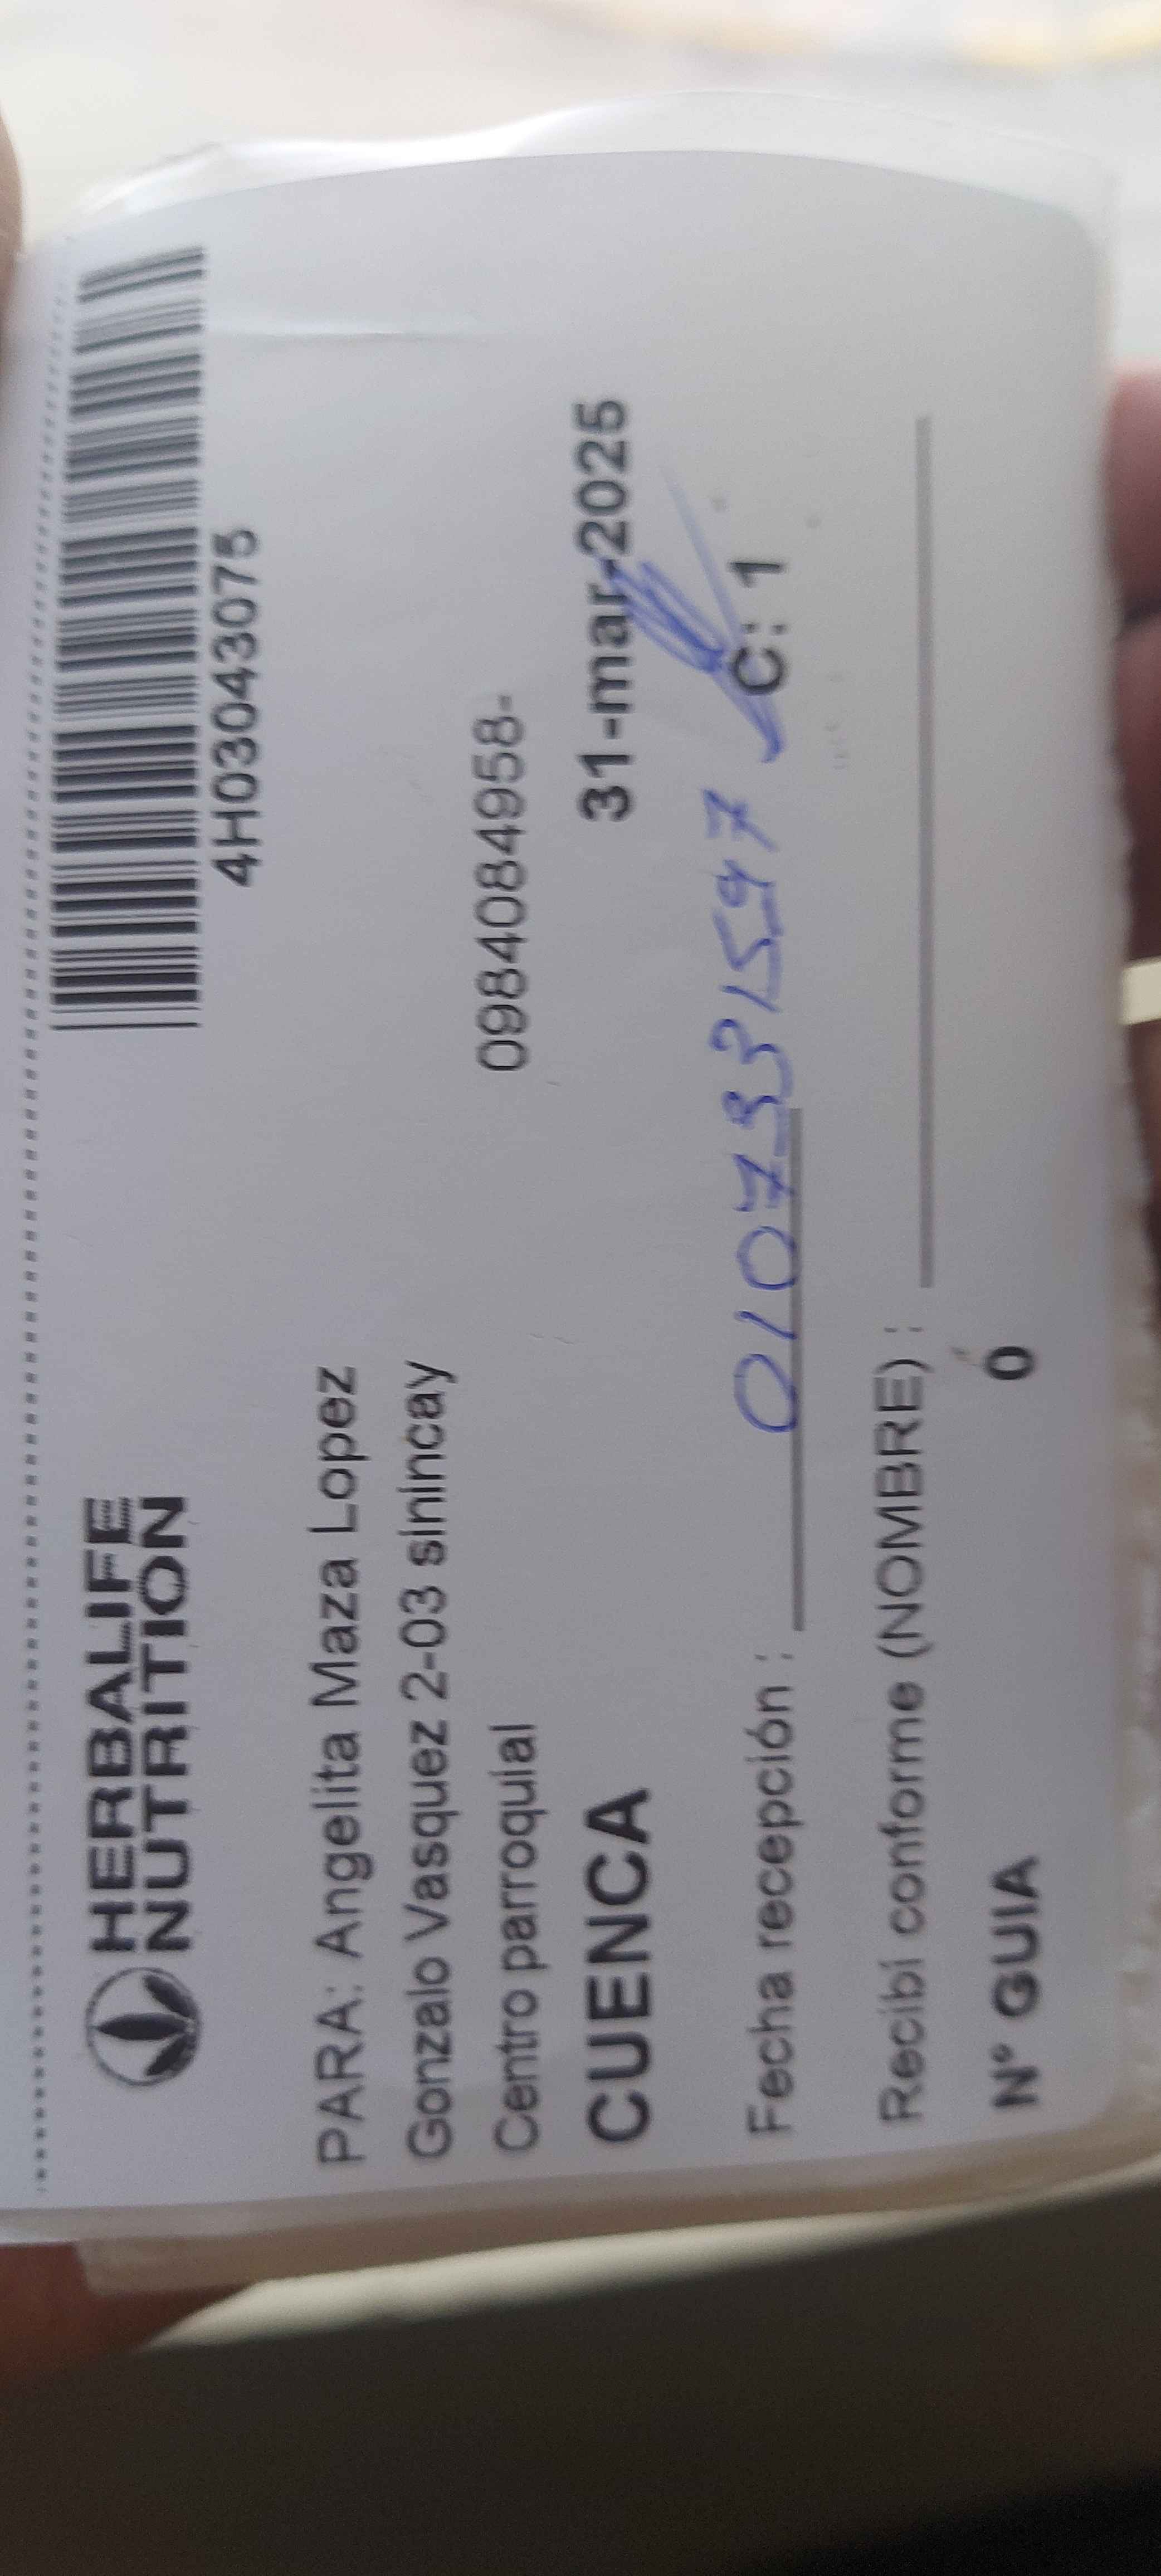 HERBALIFE
NUTRITION
4H03043075
PARA: Angelita Maza Lopez
Gonzalo Vasquez 2-03 sinincay
Centro parroquial 0984084958-
CUENCA 31-mar-2025
Fecha recepción : 0107331597 C: 1
Recibí conforme (NOMBRE) :
N° GUIA 0